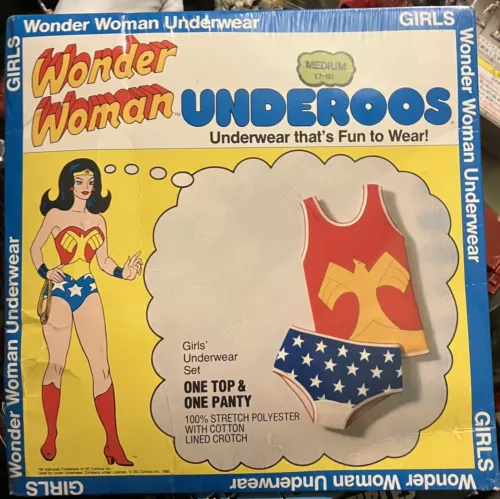 Wonder Woman Underwear
GIRLS
GIRLS
Wonder Woman Underwear
Wonder
Woman™
MEDIUM
(7-10)
UNDEROOS®
Underwear that's Fun to Wear!
Girls'
Underwear
Set
ONE TOP &
ONE PANTY
100% STRETCH POLYESTER
WITH COTTON
LINED CROTCH
Wonder Woman Underwear
GIRLS
GIRLS
Wonder Woman Underwear